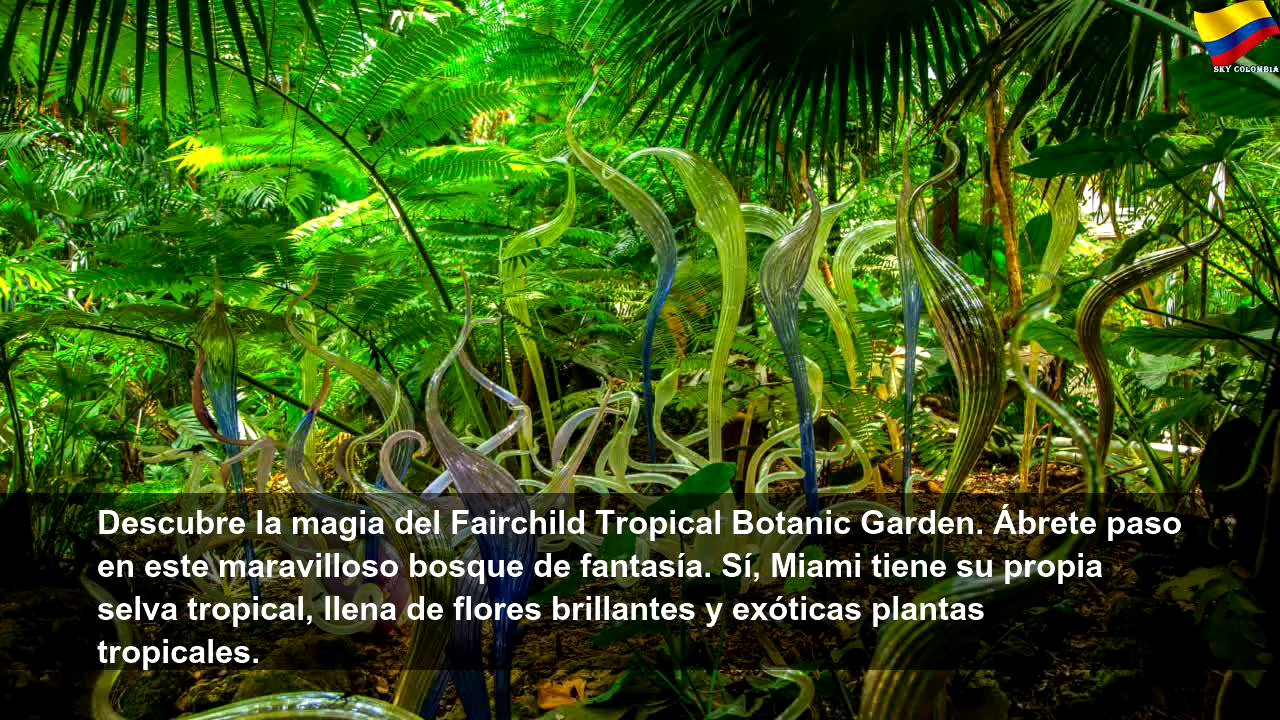 SKY COLOMBIA
Descubre la magia del Fairchild Tropical Botanic Garden. Ábrete paso
en este maravilloso bosque de fantasía. Sí, Miami tiene su propia
selva tropical, llena de flores brillantes y exóticas plantas
tropicales.